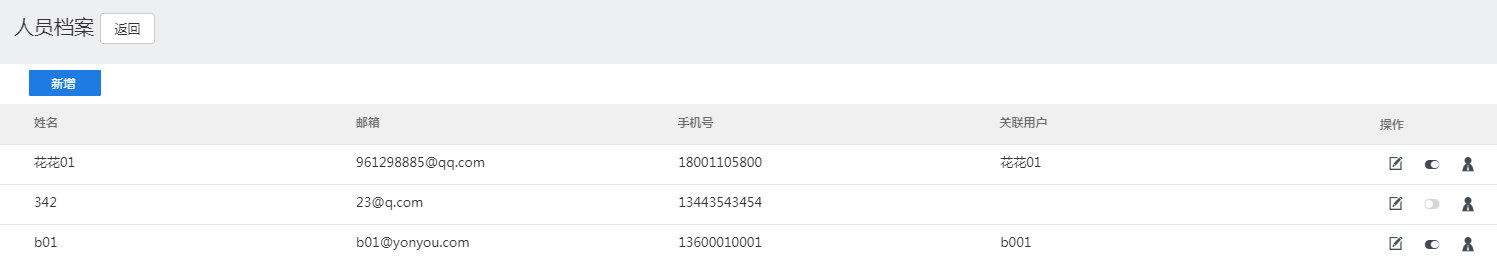 人员档案 返回
新增
姓名 邮箱 手机号 关联用户 操作
花花01 961298885@qq.com 18001105800 花花01
342 23@q.com 13443543454
b01 b01@yonyou.com 13600010001 b001